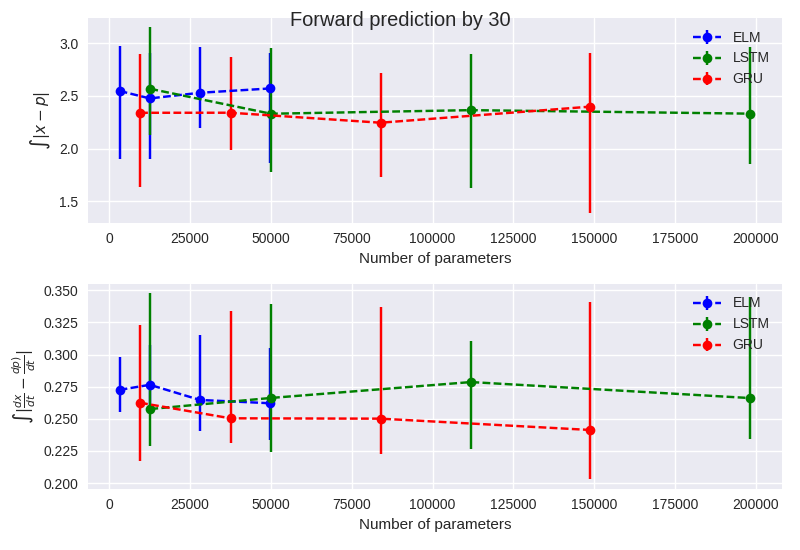 Forward prediction by 30
3.0
2.5
2.0
1.5
∫|x − p|
ELM
LSTM
GRU
0 25000 50000 75000 100000 125000 150000 175000 200000
Number of parameters
0.350
0.325
0.300
0.275
0.250
0.225
0.200
∫|dx/dt − dp)/dt|
ELM
LSTM
GRU
0 25000 50000 75000 100000 125000 150000 175000 200000
Number of parameters